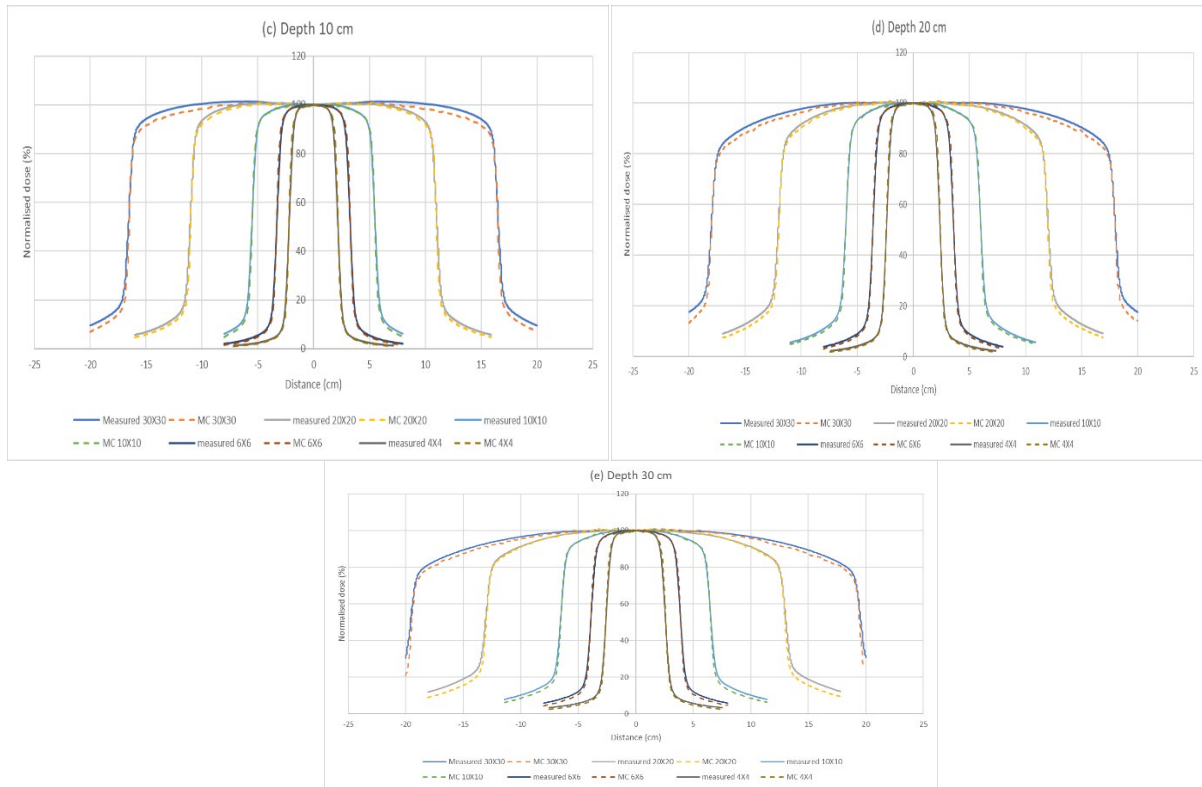 (c) Depth 10 cm
120
100
80
60
40
20
0
-25 -20 -15 -10 -5 0 5 10 15 20 25
Normalised dose (%)
Distance (cm)
Measured 30X30 MC 30X30 measured 20X20 MC 20X20 measured 10X10
MC 10X10 measured 6X6 MC 6X6 measured 4X4 MC 4X4
(d) Depth 20 cm
120
100
80
60
40
20
0
-25 -20 -15 -10 -5 0 5 10 15 20 25
Normalised dose (%)
Distance (cm)
Measured 30X30 MC 30X30 measured 20X20 MC 20X20 measured 10X10
MC 10X10 measured 6X6 MC 6X6 measured 4X4 MC 4X4
(e) Depth 30 cm
120
100
80
60
40
20
0
-25 -20 -15 -10 -5 0 5 10 15 20 25
Normalised dose (%)
Distance (cm)
Measured 30X30 MC 30X30 measured 20X20 MC 20X20 measured 10X10
MC 10X10 measured 6X6 MC 6X6 measured 4X4 MC 4X4